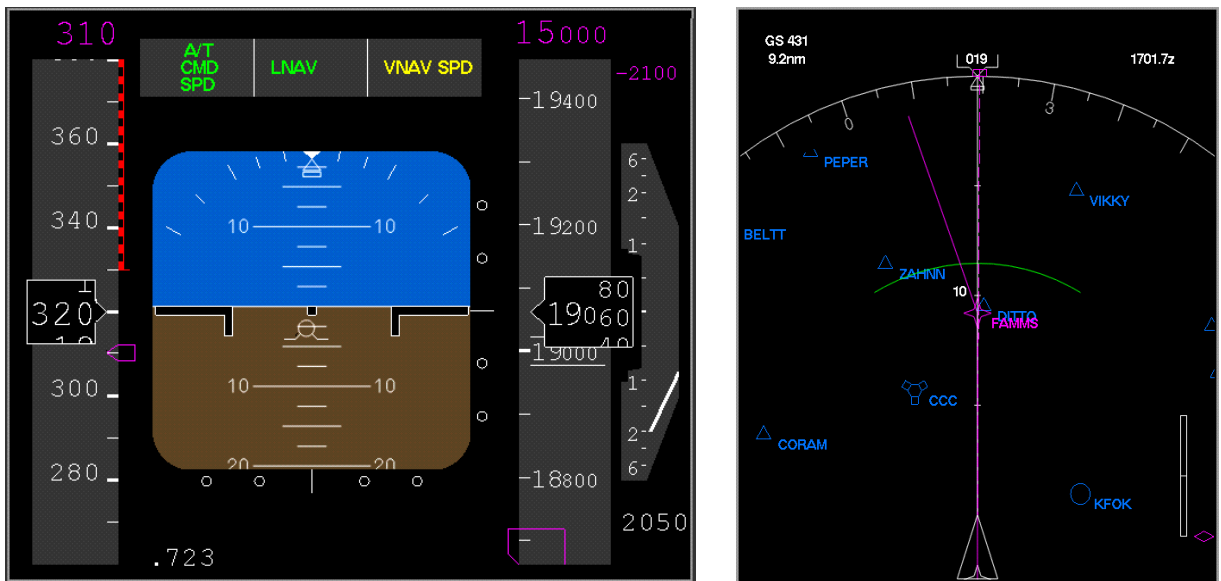 310
15000
A/T
CMD
SPD
LNAV
VNAV SPD
-2100
360
340
320
300
280
19400
19200
19060
80
40
19000
18800
10
10
10
10
20
20
6
2
1
1
2
6
2050
.723
GS 431
9.2nm
019
1701.7z
0
3
PEPER
VIKKY
BELTT
ZAHNN
10
DITTO
FAMMS
CCC
CORAM
KFOK